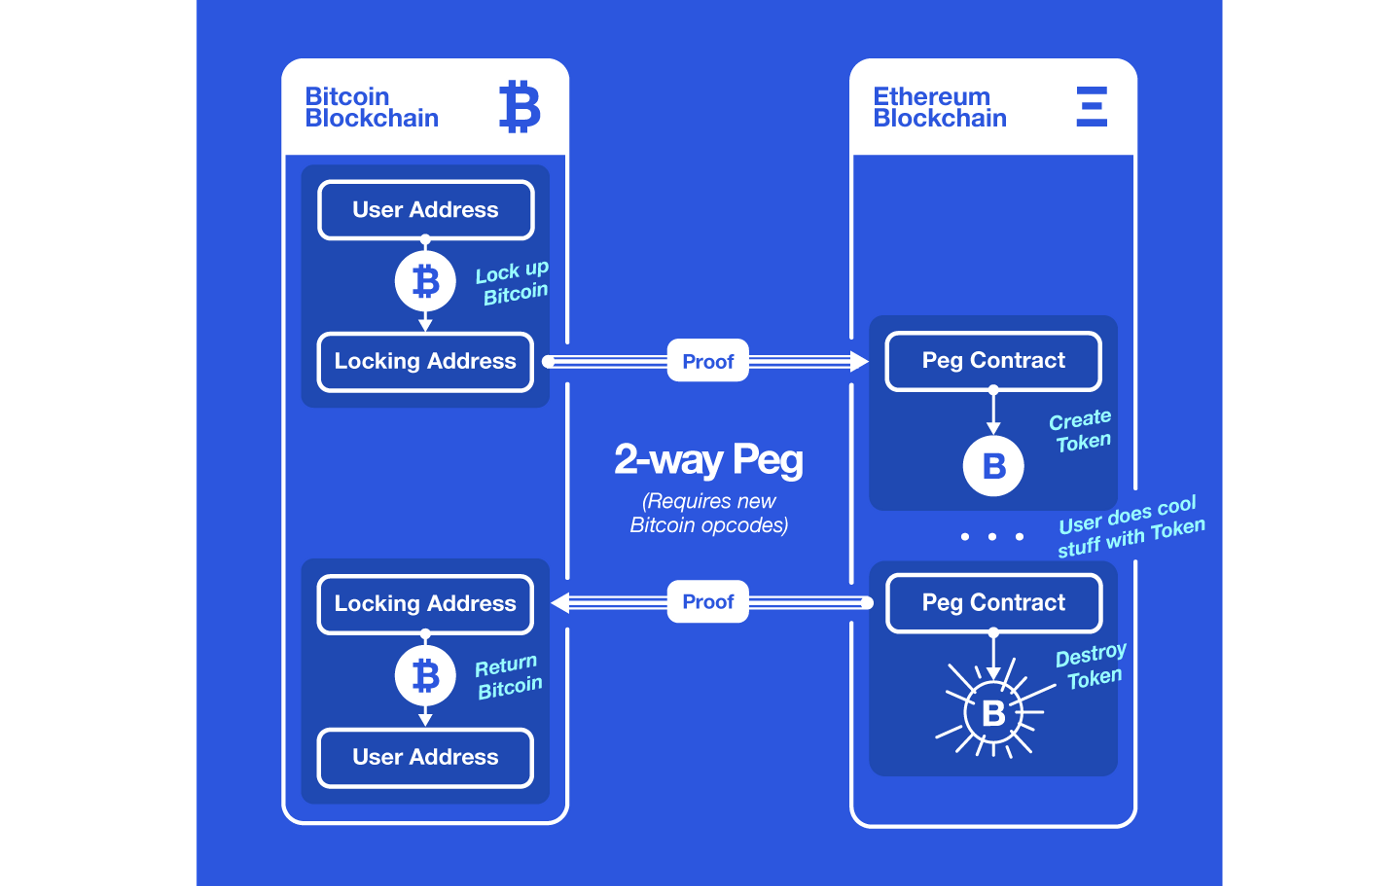 Bitcoin
Blockchain
Ethereum
Blockchain
User Address
Lock up
Bitcoin
Locking Address
Proof
Peg Contract
Create
Token
B
2-way Peg
(Requires new
Bitcoin opcodes)
User does cool
stuff with Token
Locking Address
Proof
Peg Contract
Return
Bitcoin
Destroy
Token
B
User Address